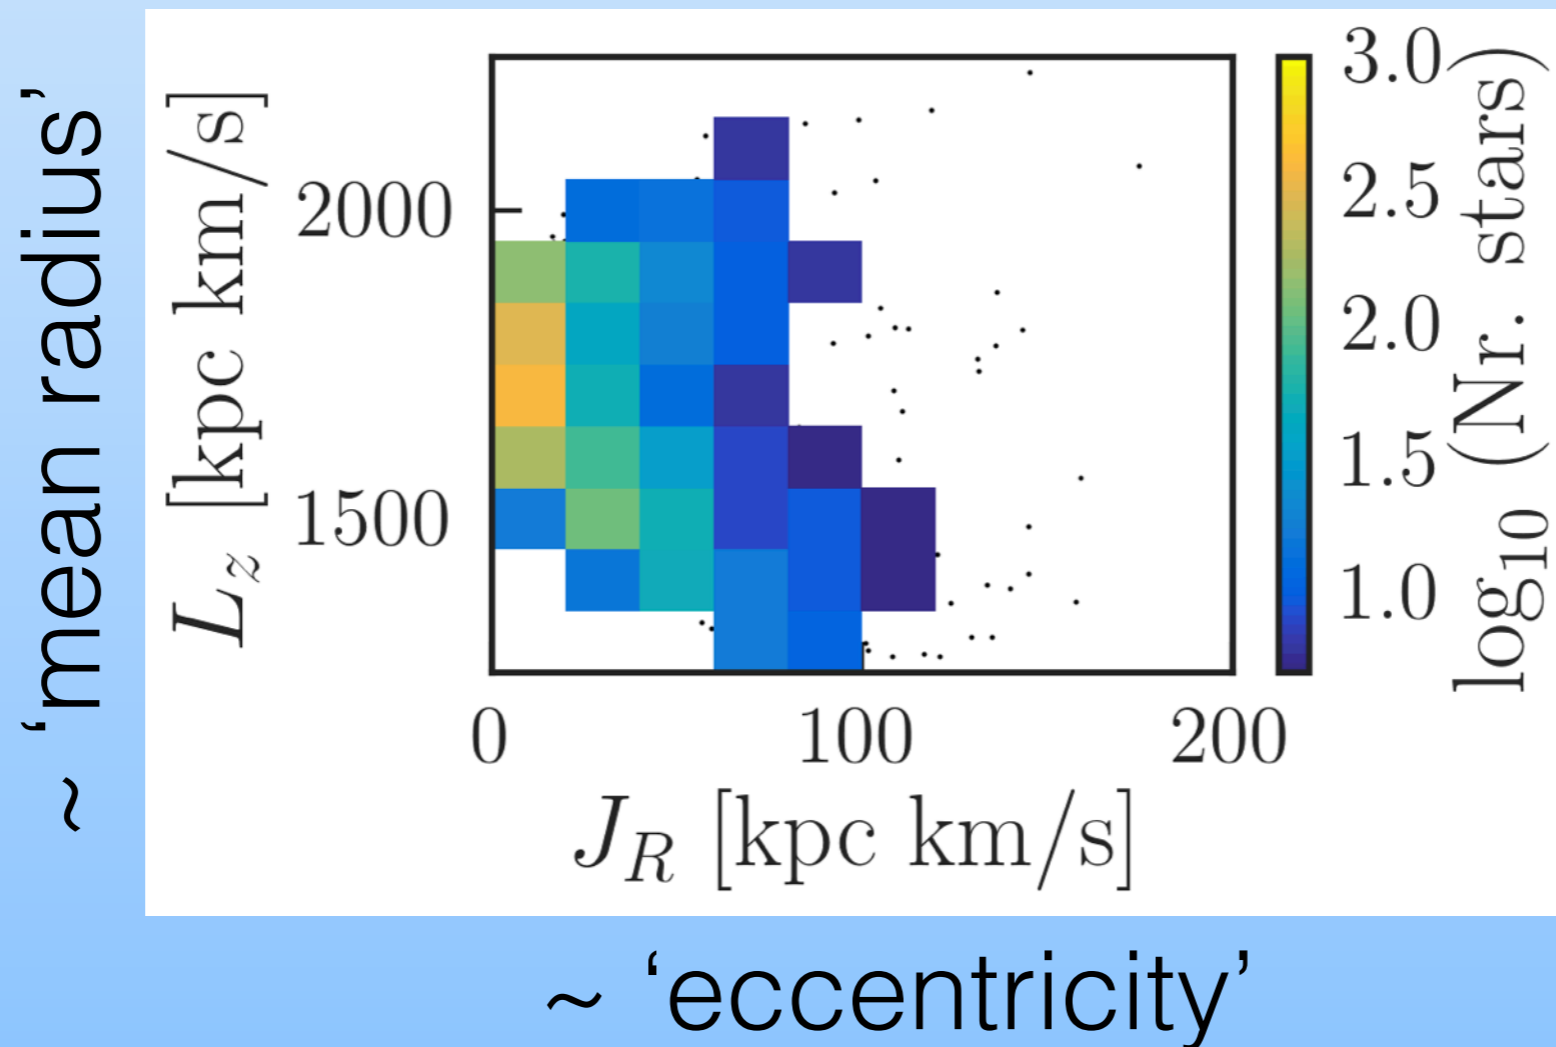 ~ ‘mean radius’
L_z [kpc km/s]
2000
1500
0 100 200
J_R [kpc km/s]
3.0
2.5
2.0
1.5
1.0
log_10 (Nr. stars)
~ ‘eccentricity’